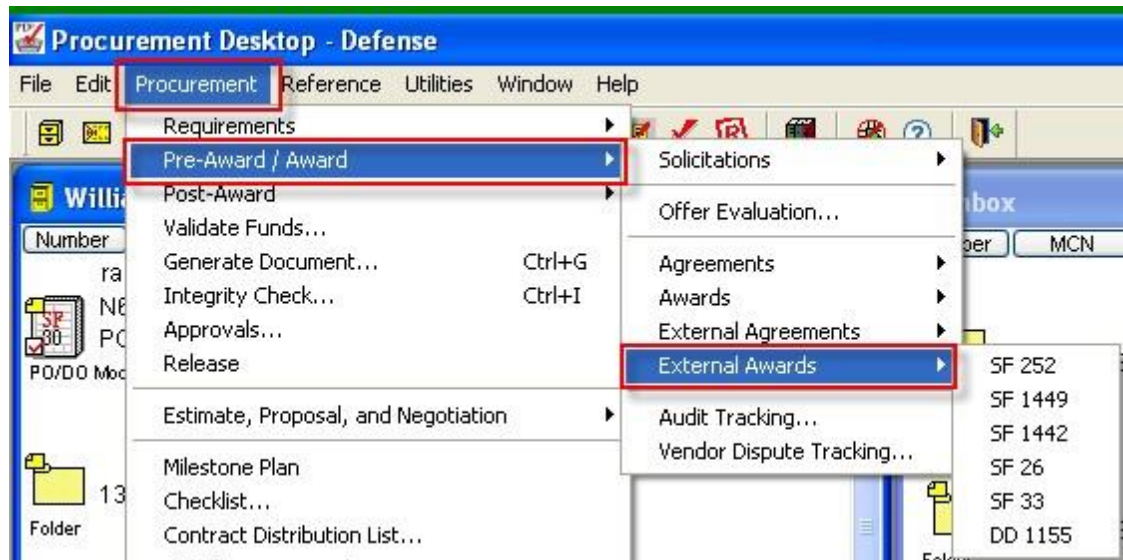 Procurement Desktop - Defense
File Edit Procurement Reference Utilities Window Help
Requirements
Pre-Award / Award
Post-Award
Validate Funds...
Generate Document... Ctrl+G
Integrity Check... Ctrl+I
Approvals...
Release
Estimate, Proposal, and Negotiation
Milestone Plan
Checklist...
Contract Distribution List...
Solicitations
Offer Evaluation...
Agreements
Awards
External Agreements
External Awards
Audit Tracking...
Vendor Dispute Tracking...
SF 252
SF 1449
SF 1442
SF 26
SF 33
DD 1155
Number
SF
30
PO/DO
13
Folder
MCN